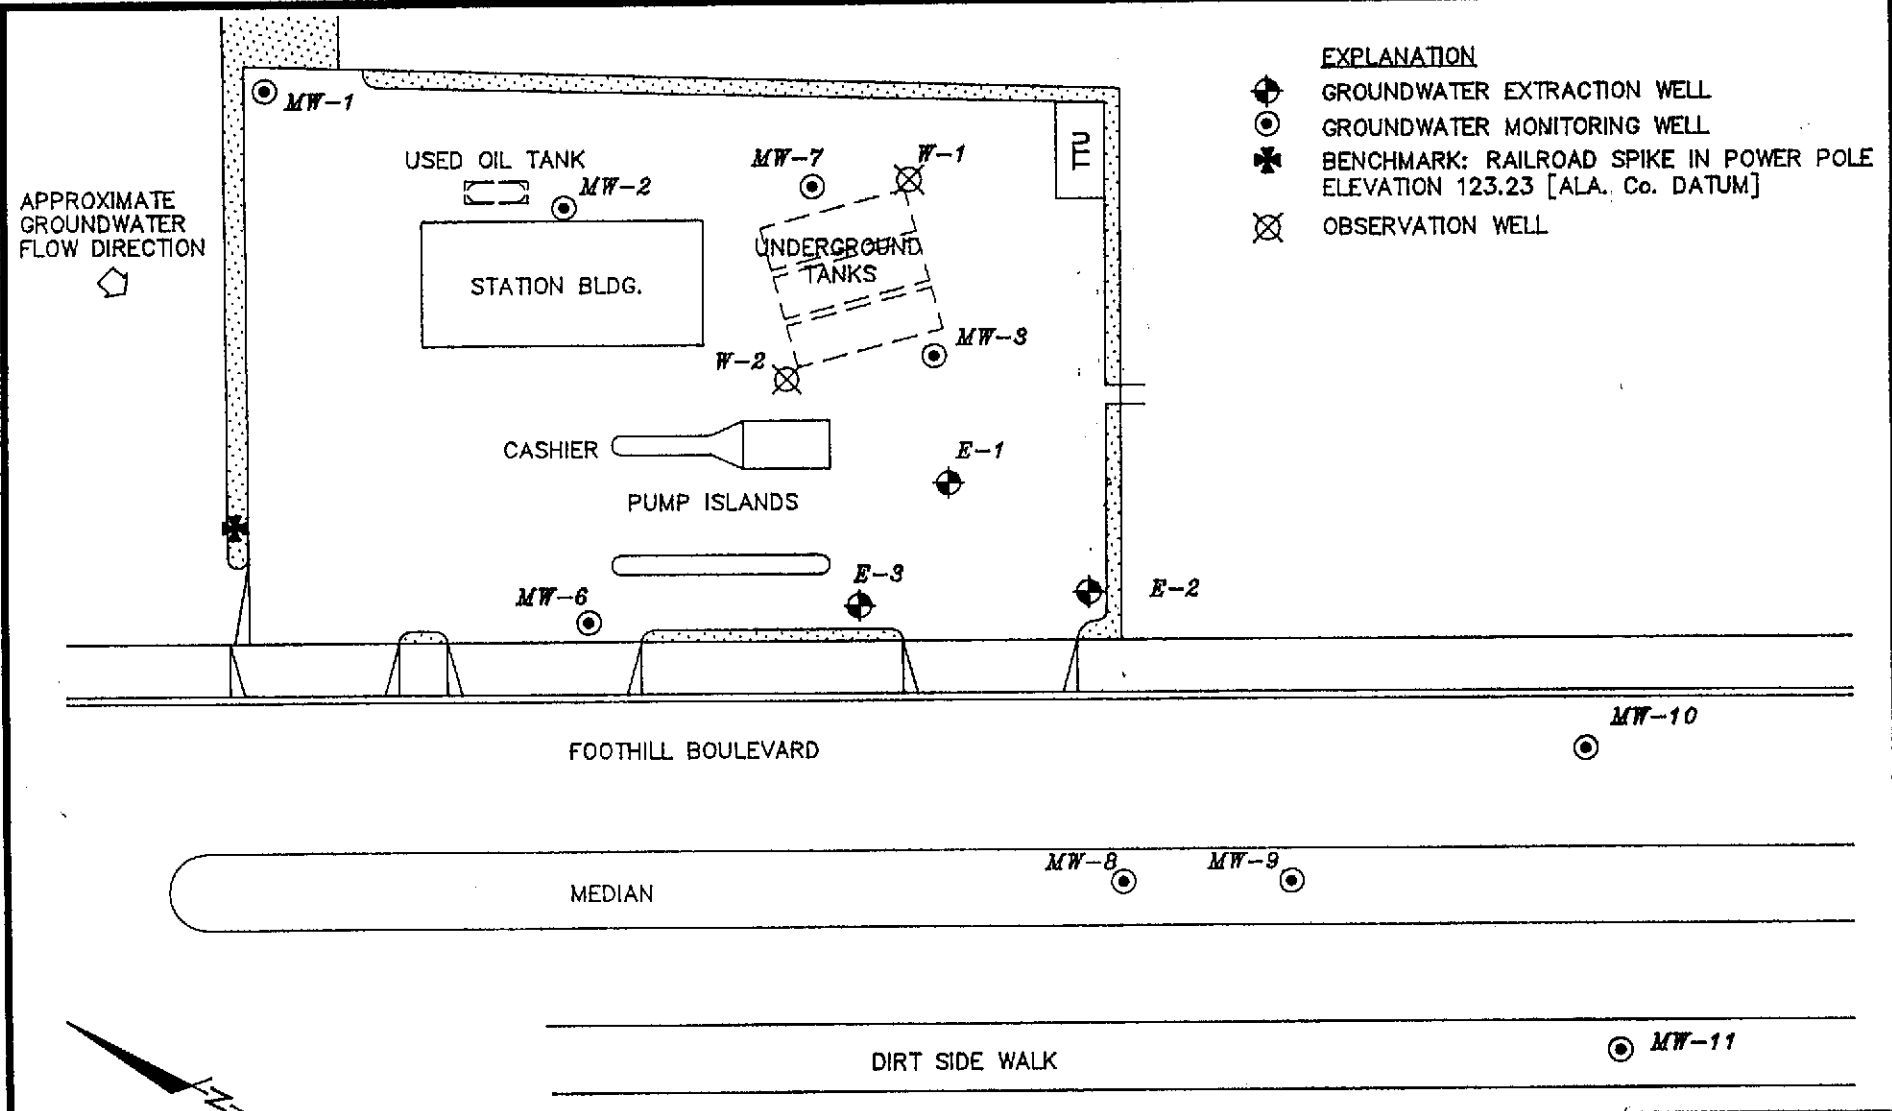 EXPLANATION
GROUNDWATER EXTRACTION WELL
GROUNDWATER MONITORING WELL
BENCHMARK: RAILROAD SPIKE IN POWER POLE
ELEVATION 123.23 [ALA. Co. DATUM]
OBSERVATION WELL
MW-1
USED OIL TANK
MW-2
MW-7
W-1
APPROXIMATE
GROUNDWATER
FLOW DIRECTION
STATION BLDG.
UNDERGROUND
TANKS
MW-3
W-2
CASHIER
E-1
PUMP ISLANDS
E-3
E-2
MW-6
MW-10
FOOTHILL BOULEVARD
MW-8
MW-9
MEDIAN
MW-11
DIRT SIDE WALK
N